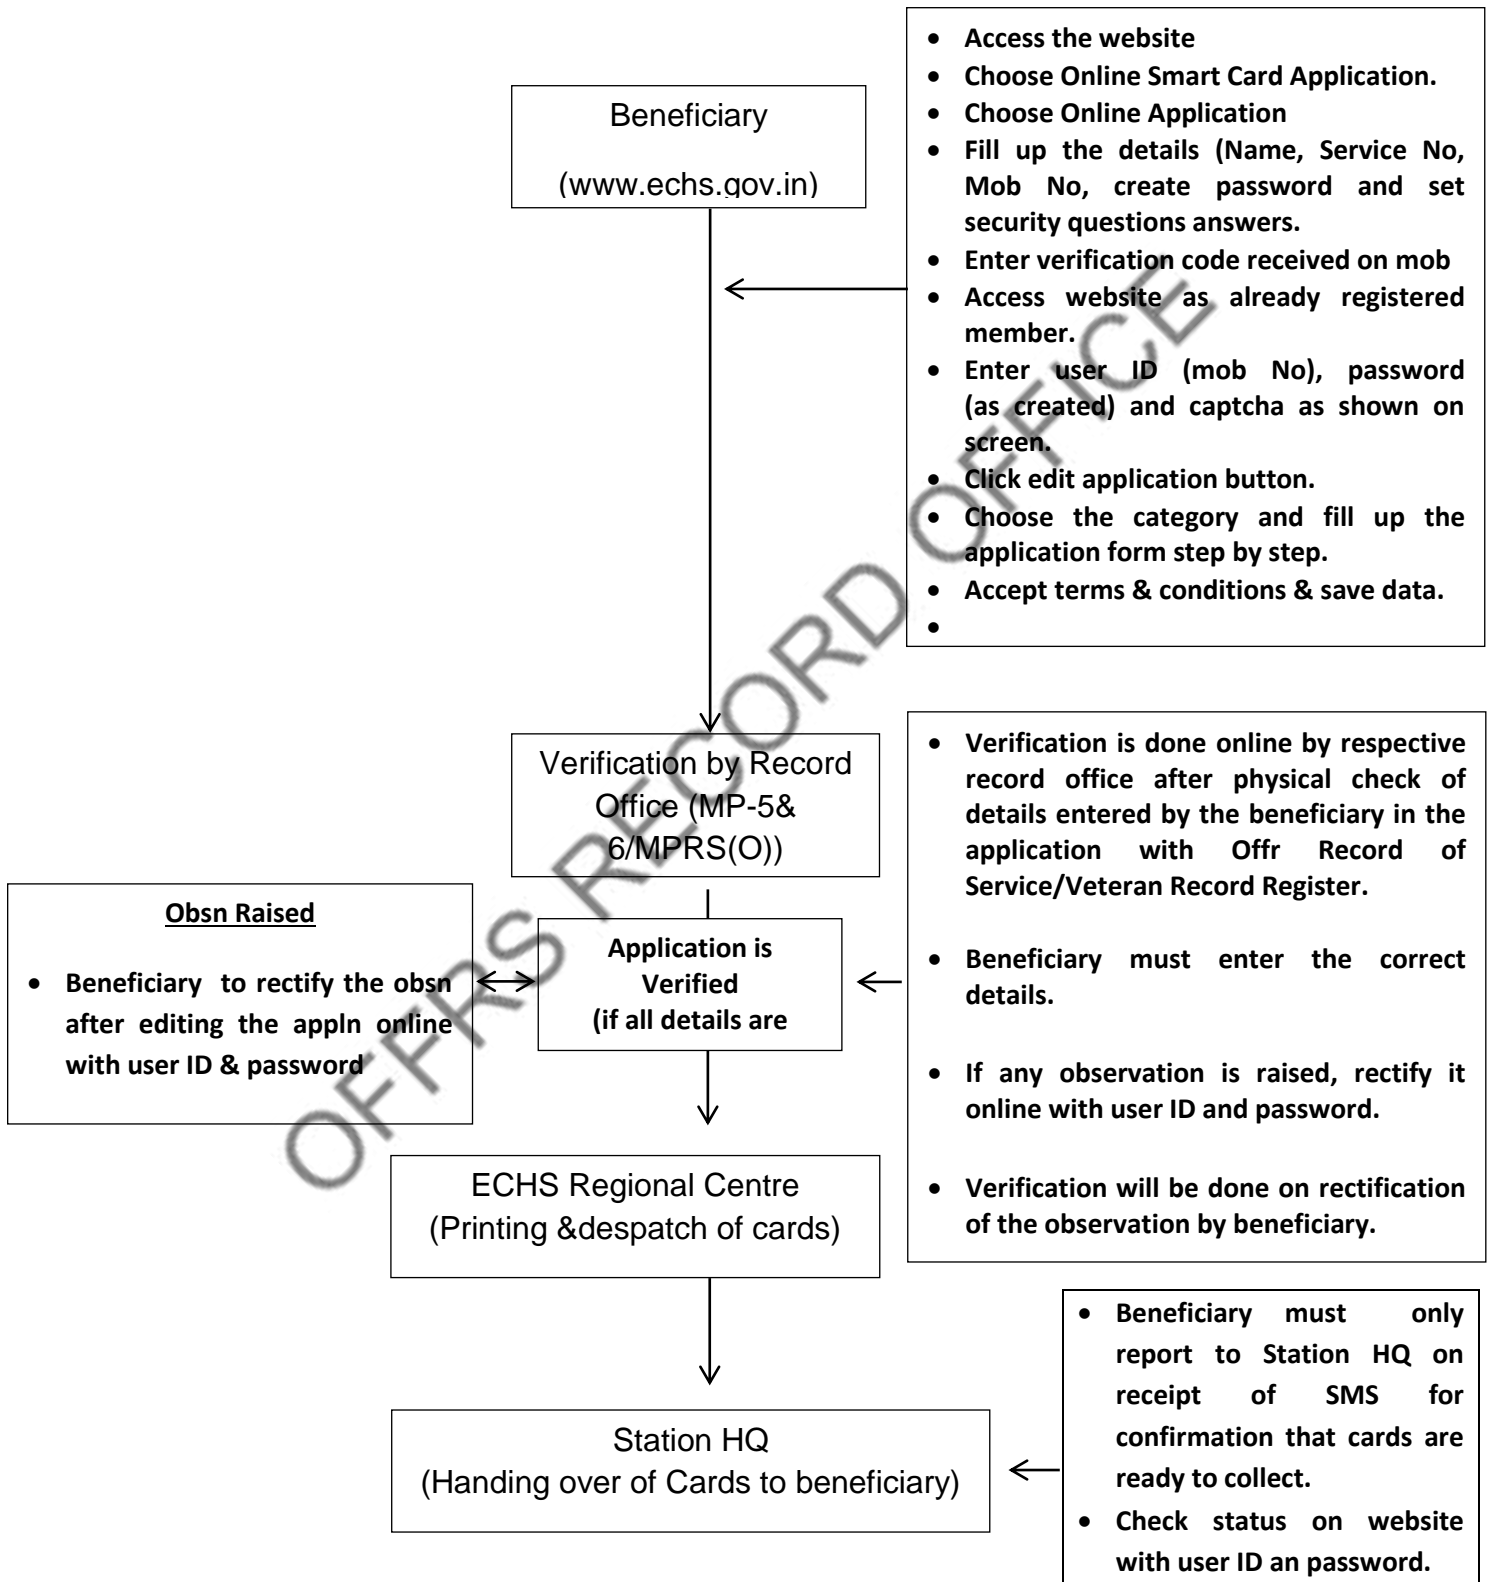 Beneficiary
(www.echs.gov.in)
• Access the website
• Choose Online Smart Card Application.
• Choose Online Application
• Fill up the details (Name, Service No,
Mob No, create password and set
security questions answers.
• Enter verification code received on mob
• Access website as already registered
member.
• Enter user ID (mob No), password
(as created) and captcha as shown on
screen.
• Click edit application button.
• Choose the category and fill up the
application form step by step.
• Accept terms & conditions & save data.
•
Verification by Record
Office (MP-5&
6/MPRS(O))
• Verification is done online by respective
record office after physical check of
details entered by the beneficiary in the
application with Offr Record of
Service/Veteran Record Register.
• Beneficiary must enter the correct
details.
• If any observation is raised, rectify it
online with user ID and password.
• Verification will be done on rectification
of the observation by beneficiary.
Obsn Raised
• Beneficiary to rectify the obsn
after editing the appln online
with user ID & password
Application is
Verified
(if all details are
ECHS Regional Centre
(Printing &despatch of cards)
Station HQ
(Handing over of Cards to beneficiary)
• Beneficiary must only
report to Station HQ on
receipt of SMS for
confirmation that cards are
ready to collect.
• Check status on website
with user ID an password.
OFFRS RECORD OFFICE